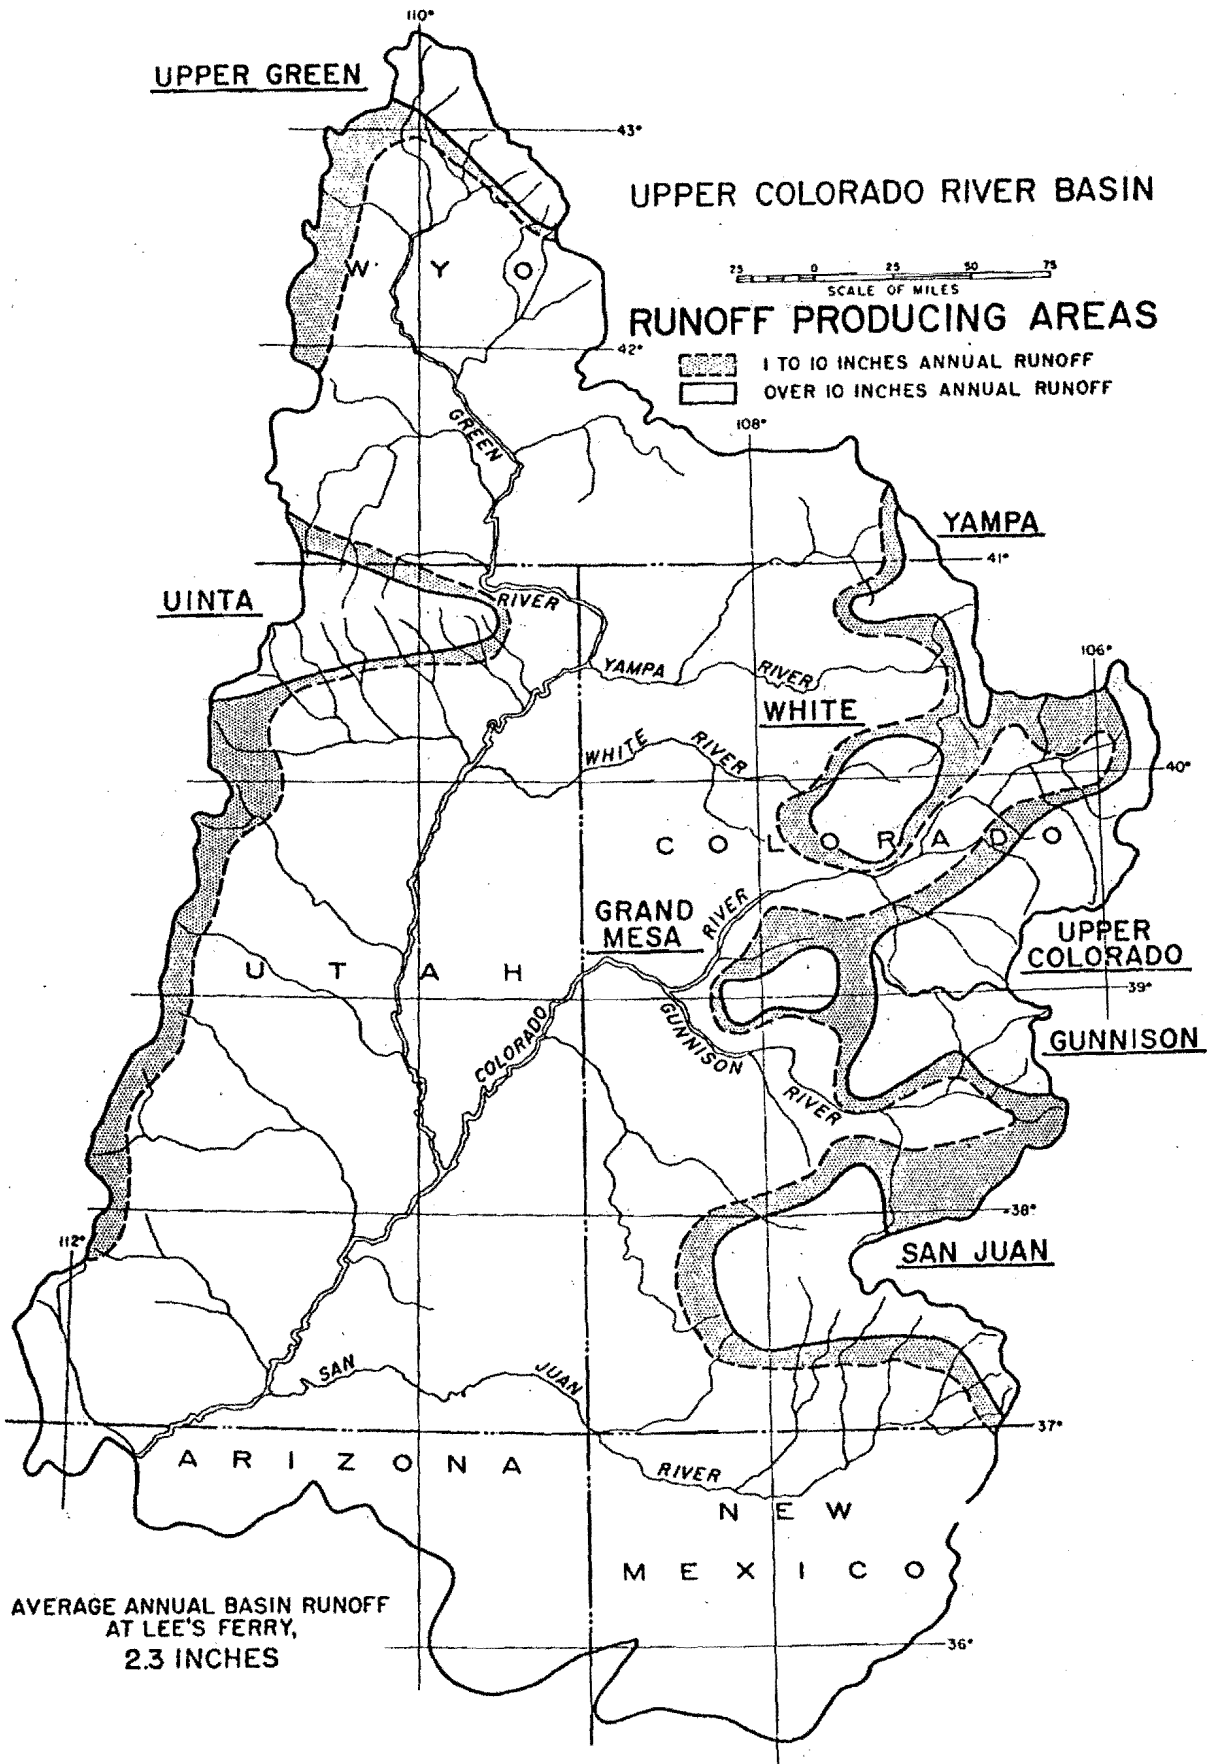 110°
UPPER GREEN
43°
UPPER COLORADO RIVER BASIN
25 0 25 50 75
SCALE OF MILES
W Y O
RUNOFF PRODUCING AREAS
42°
1 TO 10 INCHES ANNUAL RUNOFF
OVER 10 INCHES ANNUAL RUNOFF
108°
GREEN
YAMPA
41°
UINTA
RIVER
106°
YAMPA RIVER
WHITE
WHITE RIVER
40°
C O L O R A D O
GRAND
MESA
RIVER
UPPER
COLORADO
U T A H
39°
COLORADO
GUNNISON
RIVER
GUNNISON
38°
112°
SAN JUAN
SAN JUAN
37°
A R I Z O N A
RIVER
N E W
M E X I C O
AVERAGE ANNUAL BASIN RUNOFF
AT LEE'S FERRY,
2.3 INCHES
36°